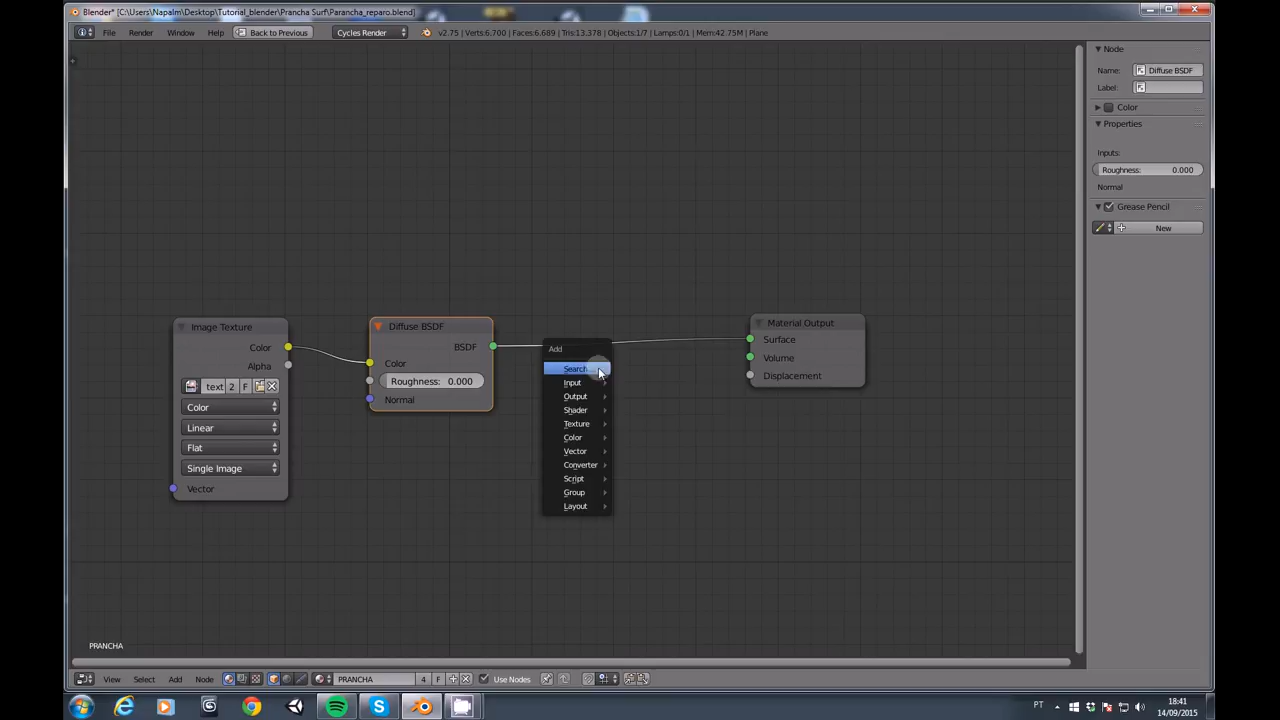 Blender* [C:\Users\Napalm\Desktop\Tutorial_blender\Prancha Surf\Parancha_reparo.blend]
File Render Window Help Back to Previous Cycles Render v2.75 | Verts:6.700 | Faces:6.689 | Tris:13.378 | Objects:1/7 | Lamps:0/1 | Mem:42.75M | Plane
Node
Name: Diffuse BSDF
Label:
Color
Properties
Inputs:
Roughness: 0.000
Normal
Grease Pencil
New
Image Texture
Color
Alpha
text 2 F
Color
Linear
Flat
Single Image
Vector
Diffuse BSDF
BSDF
Color
Roughness: 0.000
Normal
Add
Search
Input
Output
Shader
Texture
Color
Vector
Converter
Script
Group
Layout
Material Output
Surface
Volume
Displacement
PRANCHA
View Select Add Node PRANCHA 4 F Use Nodes
PT 18:41
14/09/2015